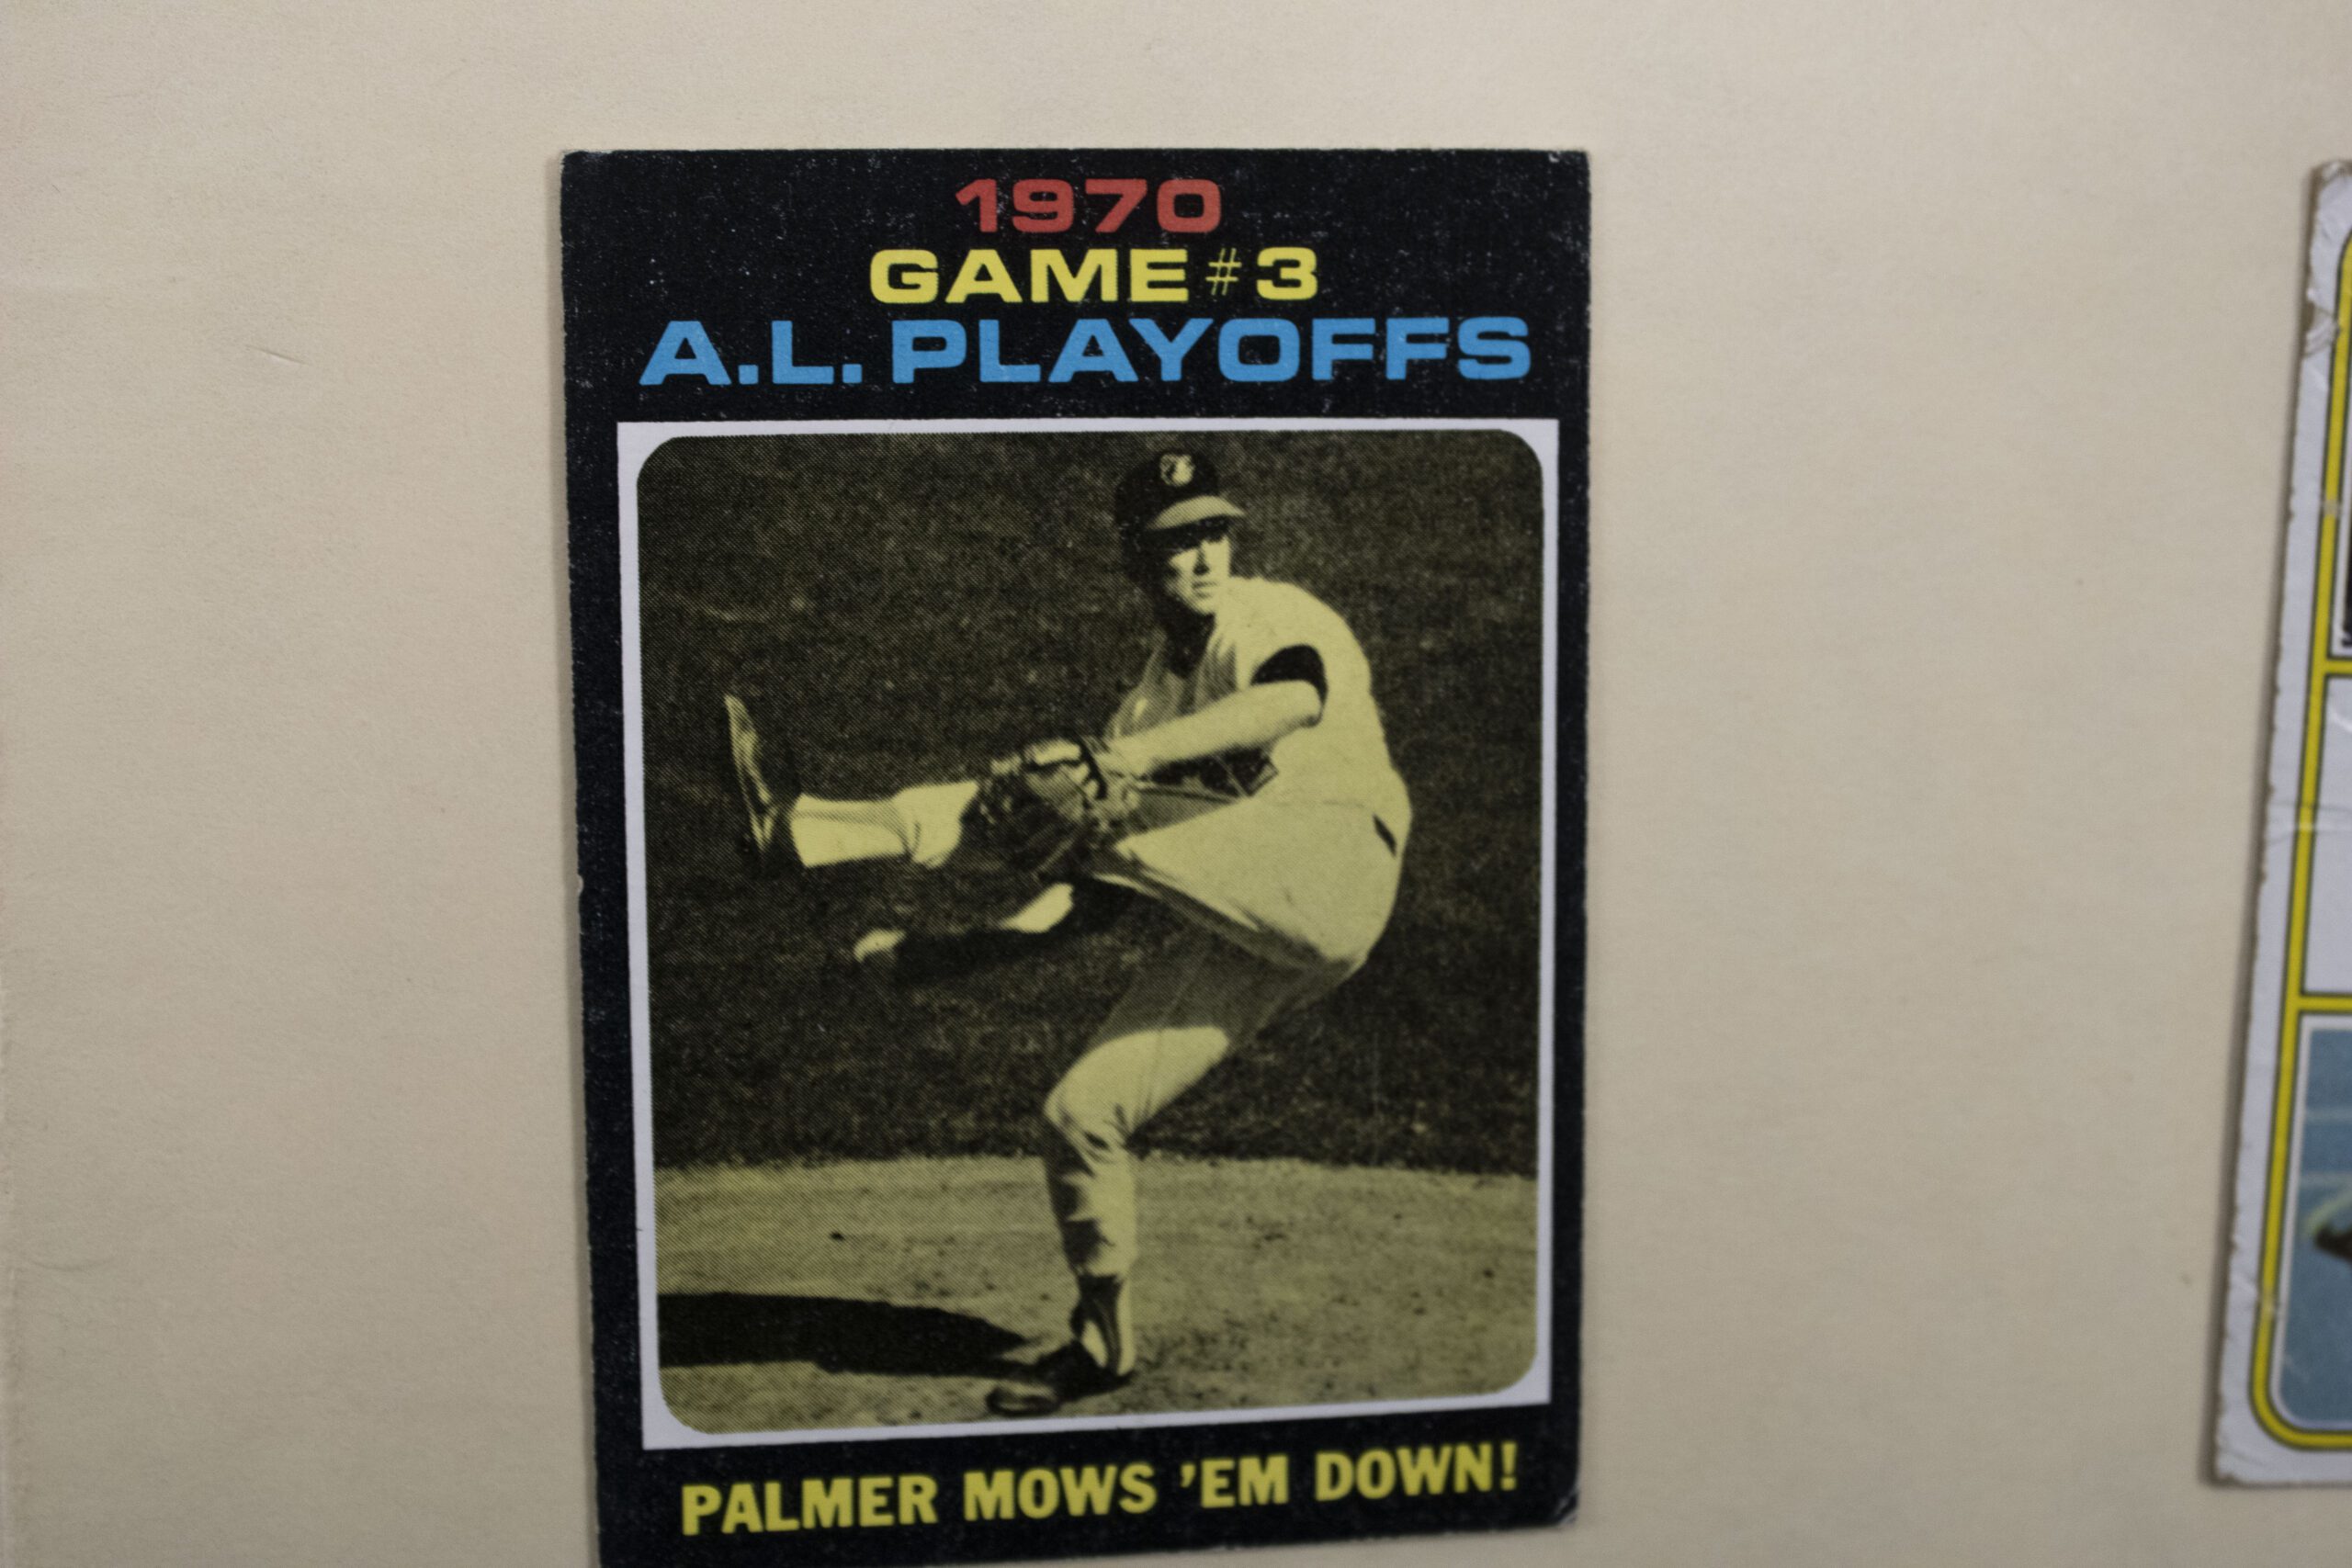 1970
GAME #3
A.L. PLAYOFFS
PALMER MOWS 'EM DOWN!